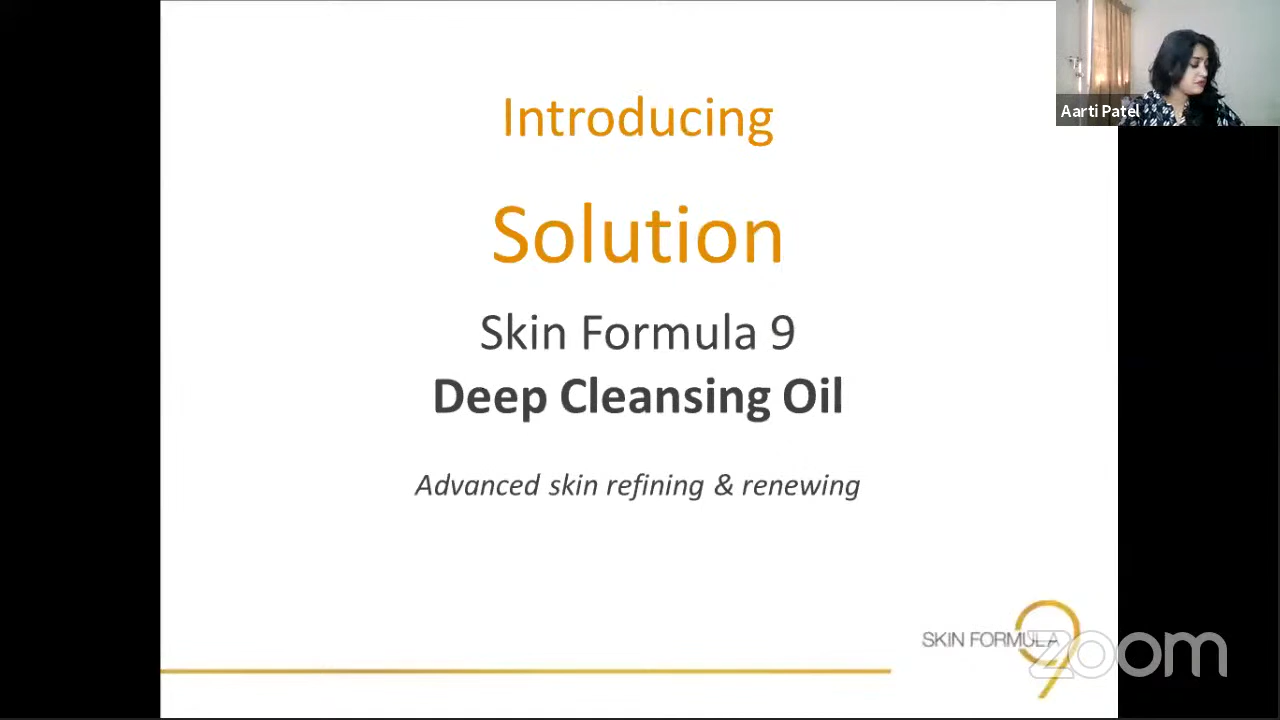 Introducing
Solution
Skin Formula 9
Deep Cleansing Oil
Advanced skin refining & renewing
Aarti Patel
SKIN FORMULA 9
zoom